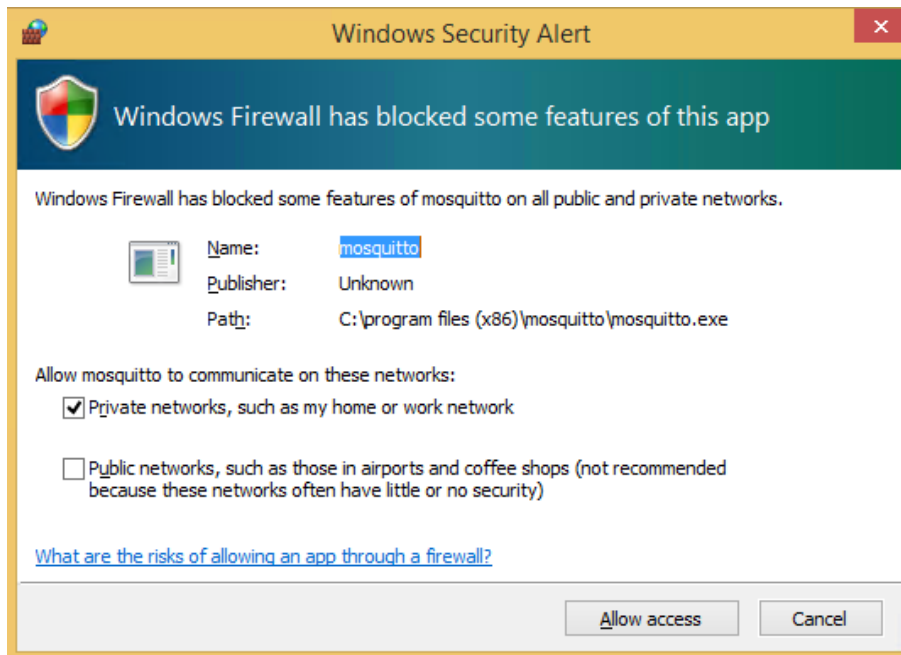 Windows Security Alert
Windows Firewall has blocked some features of this app
Windows Firewall has blocked some features of mosquitto on all public and private networks.
Name: mosquitto
Publisher: Unknown
Path: C:\program files (x86)\mosquitto\mosquitto.exe
Allow mosquitto to communicate on these networks:
Private networks, such as my home or work network
Public networks, such as those in airports and coffee shops (not recommended
because these networks often have little or no security)
What are the risks of allowing an app through a firewall?
Allow access Cancel